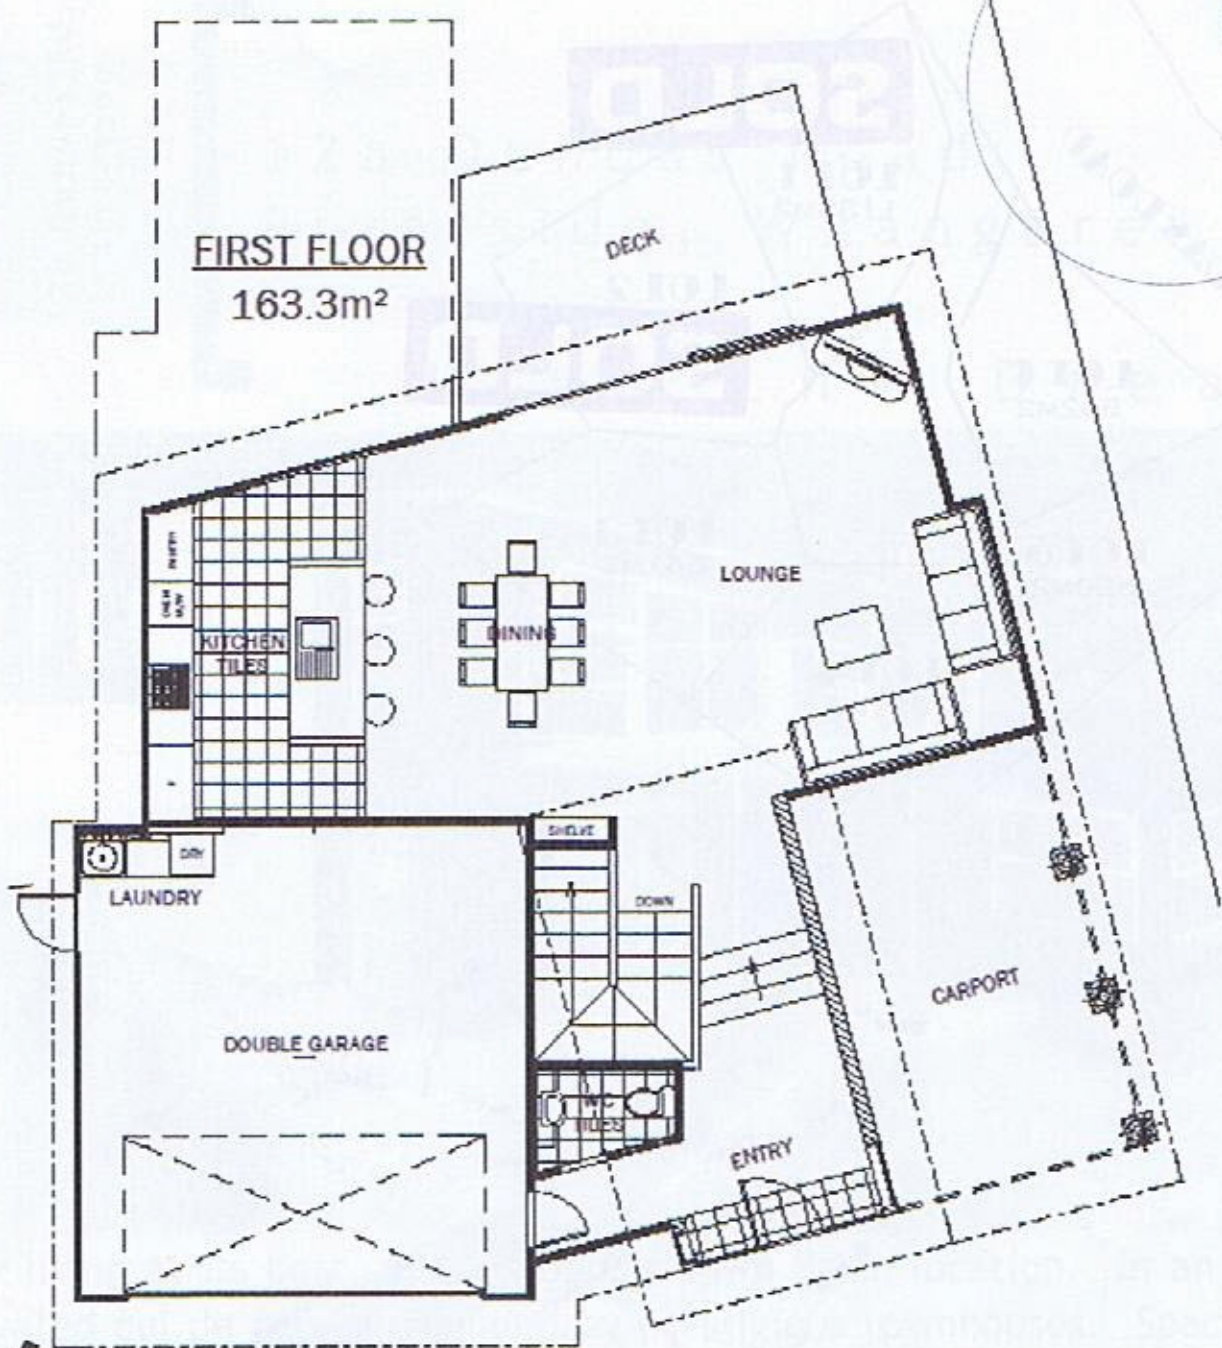 FIRST FLOOR
163.3m²
DECK
LOUNGE
PANTRY
KITCHEN
TILES
DINING
SHELVE
DRY
LAUNDRY
DOWN
CARPORT
DOUBLE GARAGE
WC
TILES
ENTRY